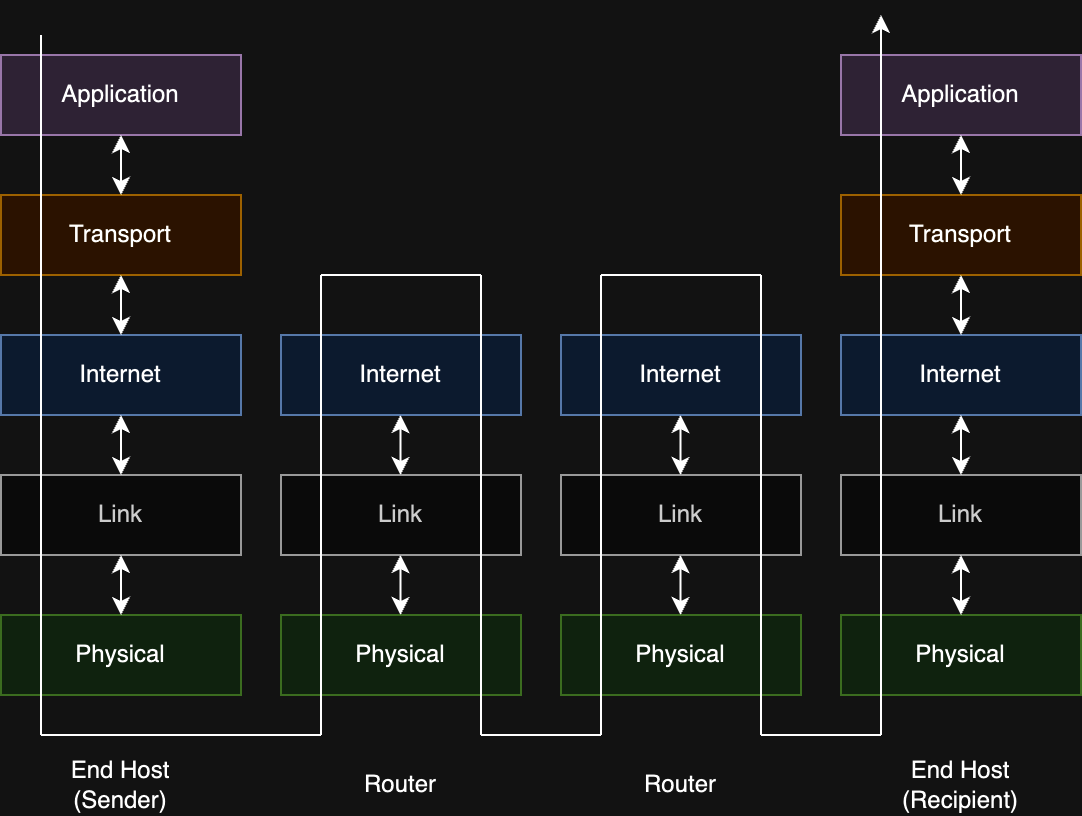 Application
Application
Transport
Transport
Internet
Internet
Internet
Internet
Link
Link
Link
Link
Physical
Physical
Physical
Physical
End Host
(Sender)
Router
Router
End Host
(Recipient)